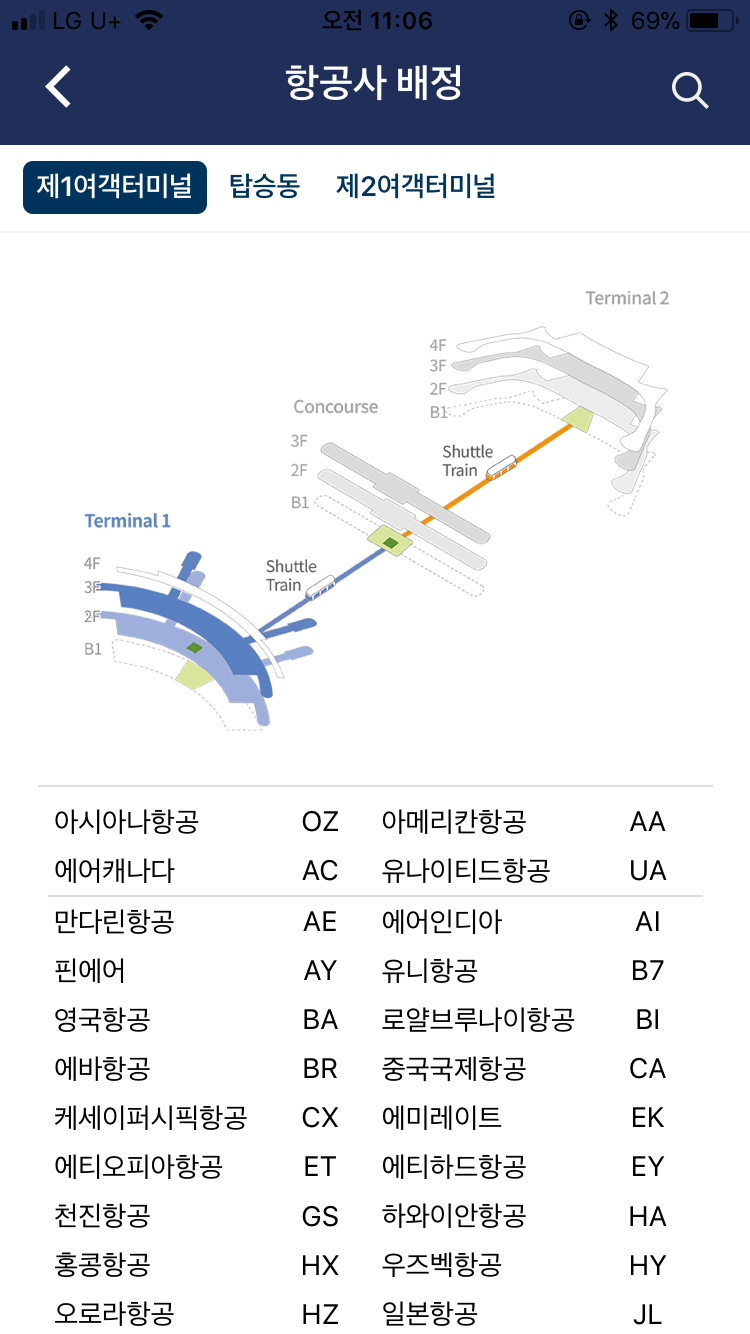 LG U+ 오전 11:06 69%
항공사 배정
제1여객터미널 탑승동 제2여객터미널
Terminal 2
4F
3F
2F
B1
Concourse
3F
2F
B1
Shuttle
Train
Terminal 1
4F
3F
2F
B1
Shuttle
Train
아시아나항공 OZ 아메리칸항공 AA
에어캐나다 AC 유나이티드항공 UA
만다린항공 AE 에어인디아 AI
핀에어 AY 유니항공 B7
영국항공 BA 로얄브루나이항공 BI
에바항공 BR 중국국제항공 CA
케세이퍼시픽항공 CX 에미레이트 EK
에티오피아항공 ET 에티하드항공 EY
천진항공 GS 하와이안항공 HA
홍콩항공 HX 우즈벡항공 HY
오로라항공 HZ 일본항공 JL